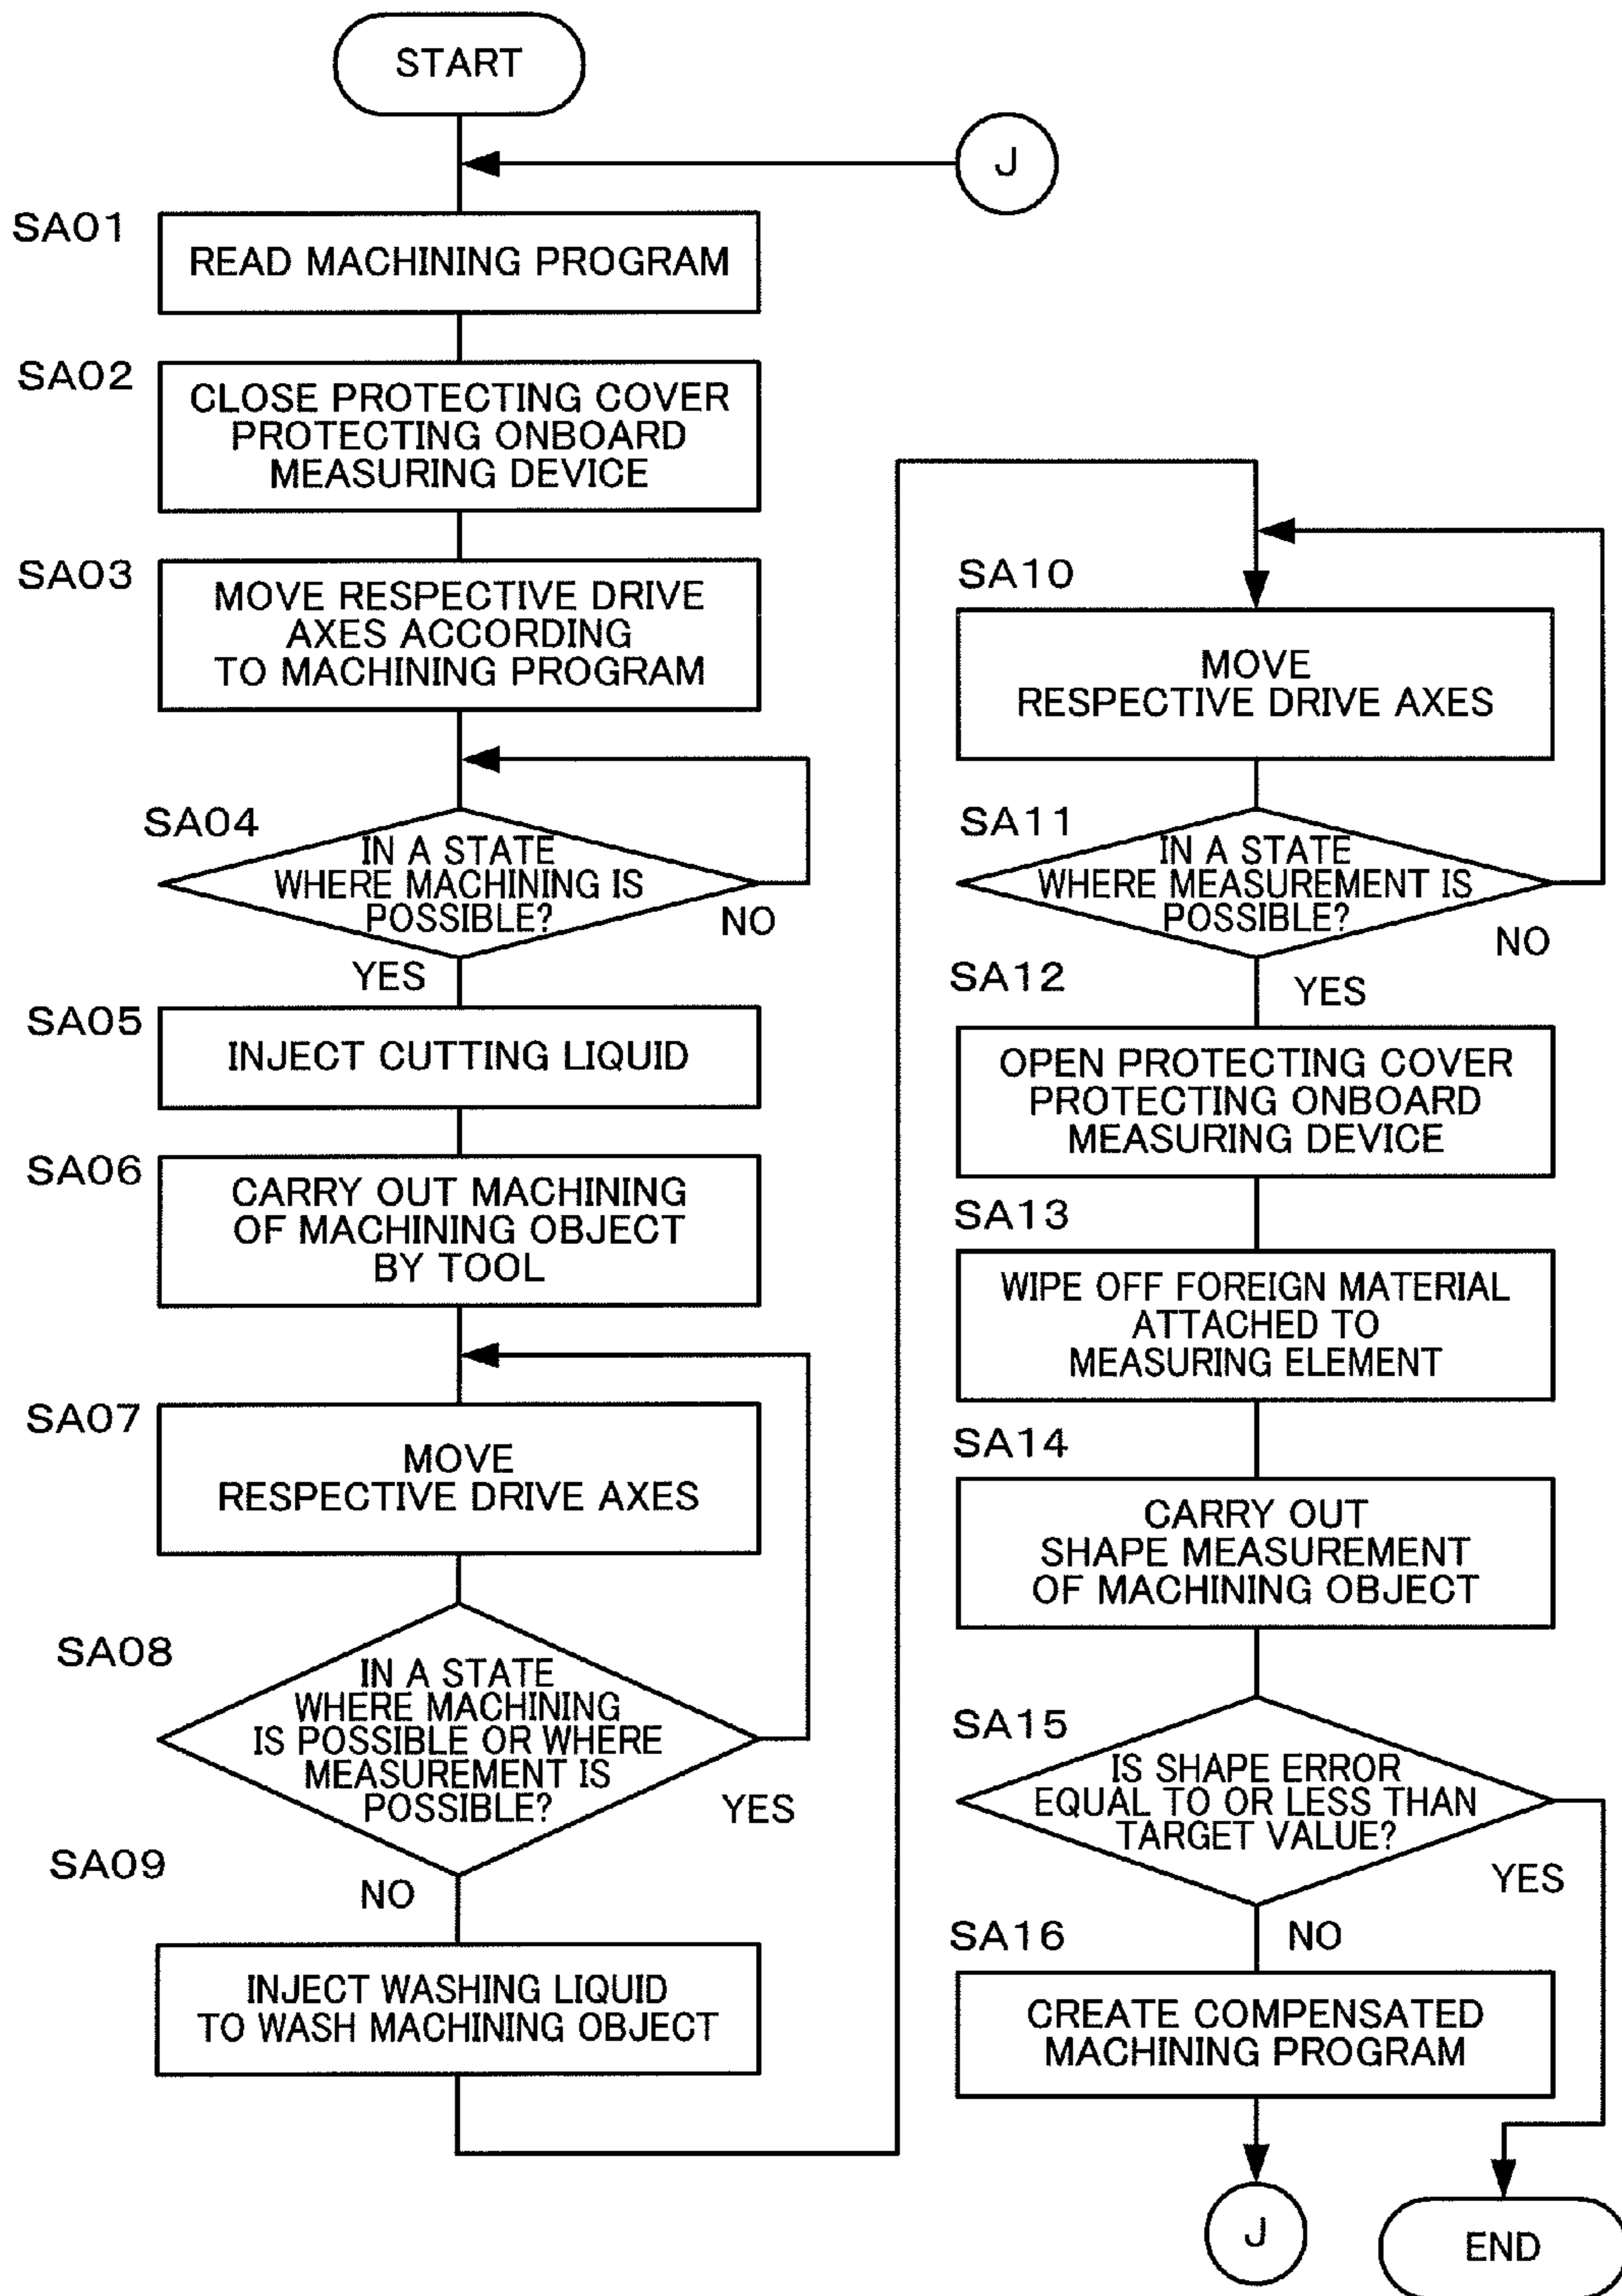 START
J
SA01
READ MACHINING PROGRAM
SA02
CLOSE PROTECTING COVER
PROTECTING ONBOARD
MEASURING DEVICE
SA03
MOVE RESPECTIVE DRIVE
AXES ACCORDING
TO MACHINING PROGRAM
SA04
IN A STATE
WHERE MACHINING IS
POSSIBLE?
NO
YES
SA05
INJECT CUTTING LIQUID
SA06
CARRY OUT MACHINING
OF MACHINING OBJECT
BY TOOL
SA07
MOVE
RESPECTIVE DRIVE AXES
SA08
IN A STATE
WHERE MACHINING
IS POSSIBLE OR WHERE
MEASUREMENT IS
POSSIBLE?
YES
SA09
NO
INJECT WASHING LIQUID
TO WASH MACHINING OBJECT
SA10
MOVE
RESPECTIVE DRIVE AXES
SA11
IN A STATE
WHERE MEASUREMENT IS
POSSIBLE?
NO
SA12
YES
OPEN PROTECTING COVER
PROTECTING ONBOARD
MEASURING DEVICE
SA13
WIPE OFF FOREIGN MATERIAL
ATTACHED TO
MEASURING ELEMENT
SA14
CARRY OUT
SHAPE MEASUREMENT
OF MACHINING OBJECT
SA15
IS SHAPE ERROR
EQUAL TO OR LESS THAN
TARGET VALUE?
YES
SA16
NO
CREATE COMPENSATED
MACHINING PROGRAM
J
END